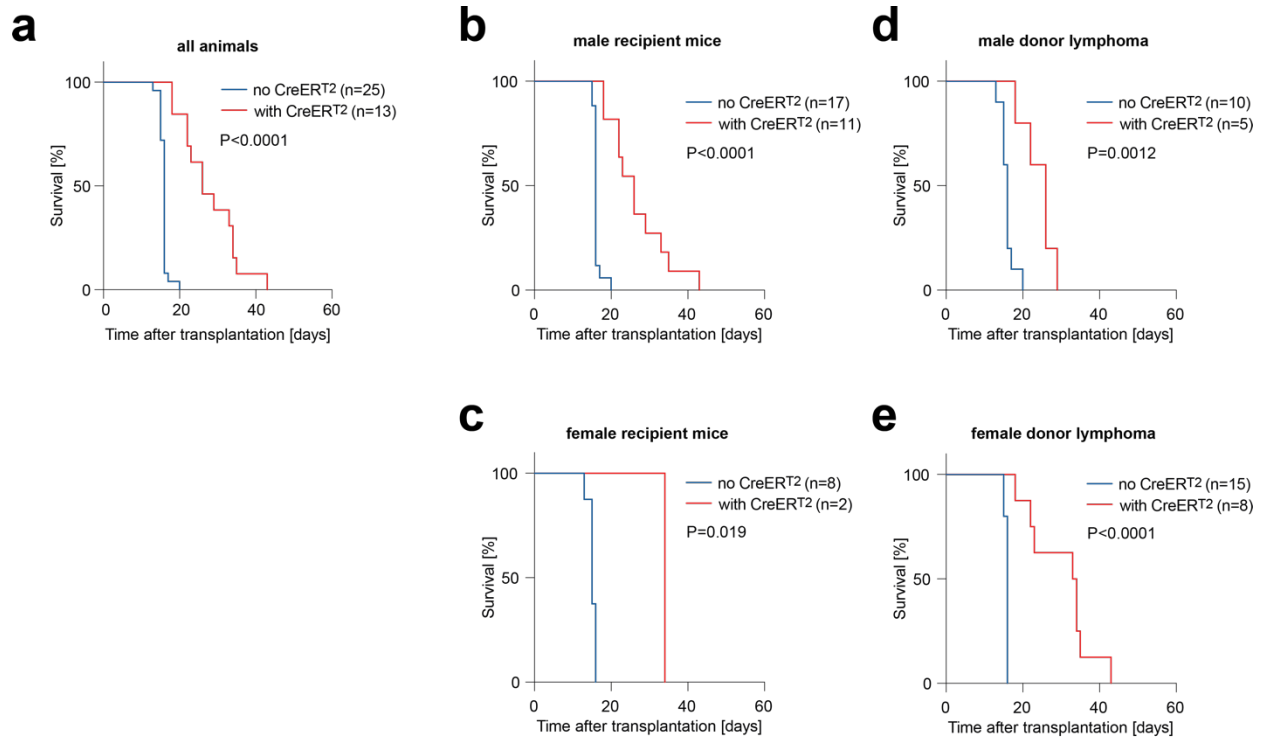 a
all animals
no CreERT2 (n=25)
with CreERT2 (n=13)
P<0.0001
Survival [%]
100
50
0
0 20 40 60
Time after transplantation [days]
b
male recipient mice
no CreERT2 (n=17)
with CreERT2 (n=11)
P<0.0001
Survival [%]
100
50
0
0 20 40 60
Time after transplantation [days]
d
male donor lymphoma
no CreERT2 (n=10)
with CreERT2 (n=5)
P=0.0012
Survival [%]
100
50
0
0 20 40 60
Time after transplantation [days]
c
female recipient mice
no CreERT2 (n=8)
with CreERT2 (n=2)
P=0.019
Survival [%]
100
50
0
0 20 40 60
Time after transplantation [days]
e
female donor lymphoma
no CreERT2 (n=15)
with CreERT2 (n=8)
P<0.0001
Survival [%]
100
50
0
0 20 40 60
Time after transplantation [days]